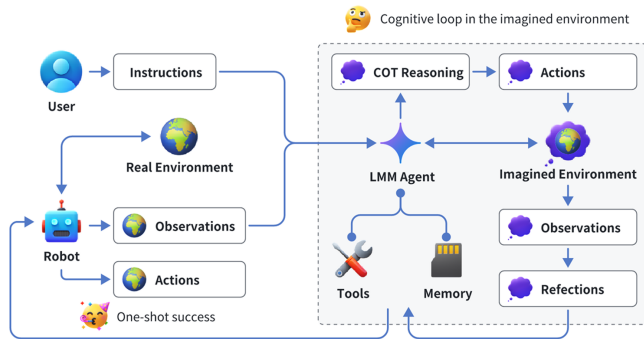 Cognitive loop in the imagined environment
Instructions
COT Reasoning
Actions
User
Real Environment
LMM Agent
Imagined Environment
Observations
Observations
Robot
Actions
Tools
Memory
Refections
One-shot success